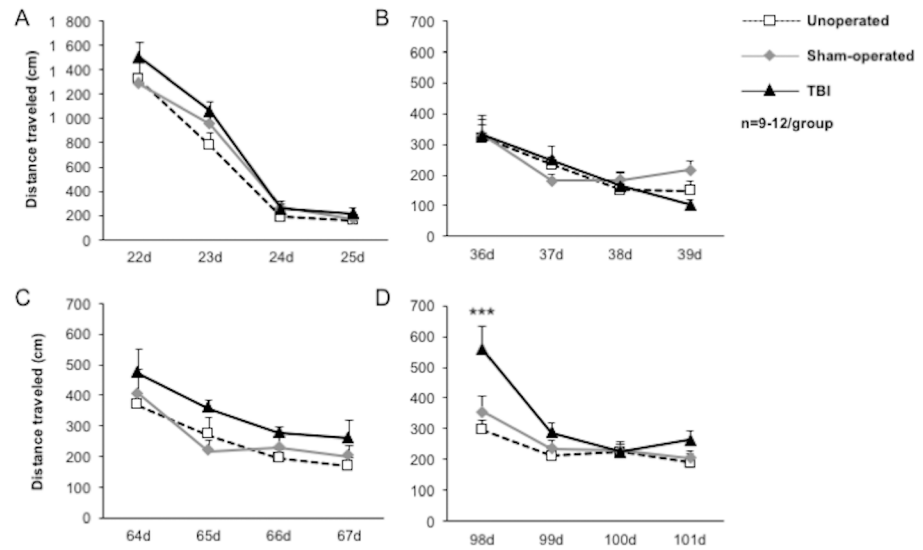 A
Distance traveled (cm)
1 800
1 600
1 400
1 200
1 000
800
600
400
200
0
22d 23d 24d 25d
B
700
600
500
400
300
200
100
0
36d 37d 38d 39d
Unoperated
Sham-operated
TBI
n=9-12/group
C
Distance traveled (cm)
700
600
500
400
300
200
100
0
64d 65d 66d 67d
D
700
600
500
400
300
200
100
0
***
98d 99d 100d 101d